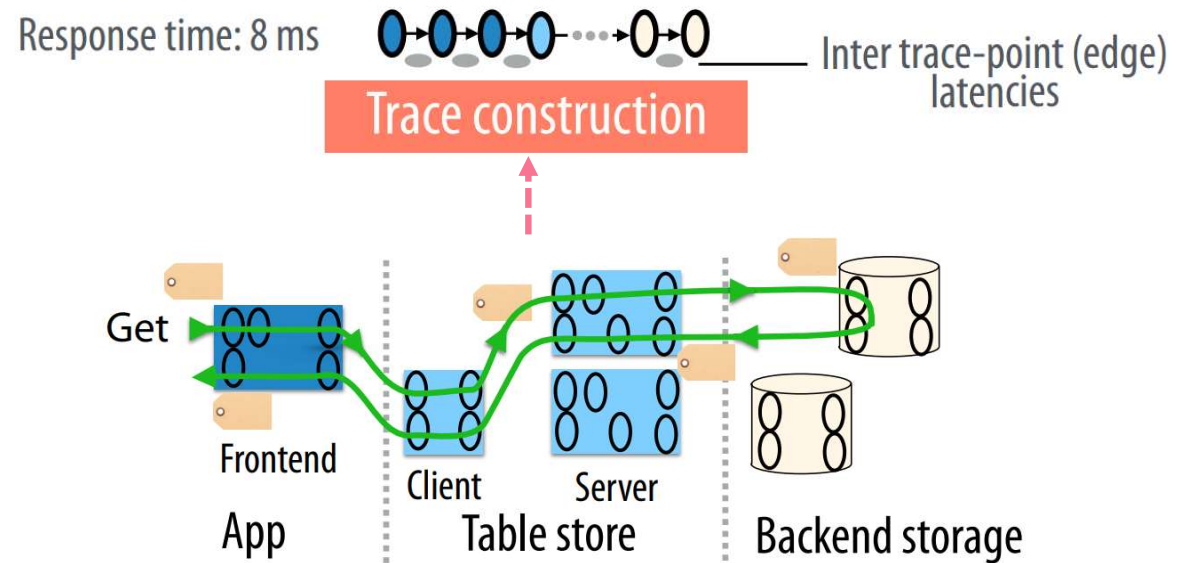 Response time: 8 ms
Inter trace-point (edge)
latencies
Trace construction
Get
Frontend
Client
Server
App
Table store
Backend storage